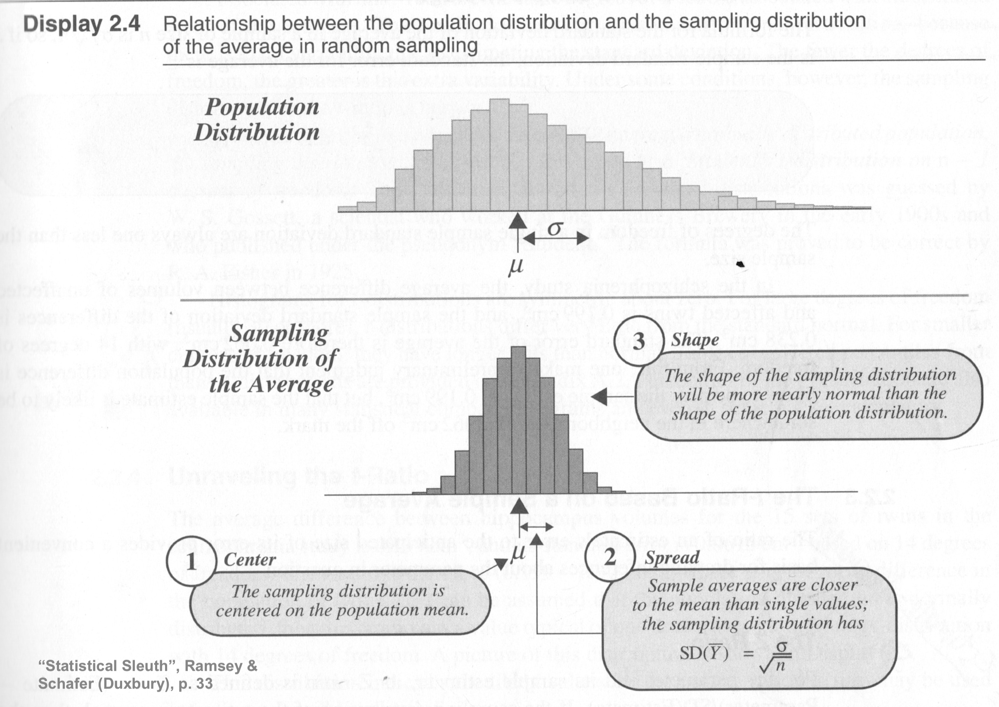 Display 2.4
Relationship between the population distribution and the sampling distribution
of the average in random sampling
Population
Distribution
σ
μ
Sampling
Distribution of
the Average
3
Shape
The shape of the sampling distribution
will be more nearly normal than the
shape of the population distribution.
μ
1
Center
The sampling distribution is
centered on the population mean.
2
Spread
Sample averages are closer
to the mean than single values;
the sampling distribution has
SD(Y̅) = σ/√n
“Statistical Sleuth”, Ramsey &
Schafer (Duxbury), p. 33